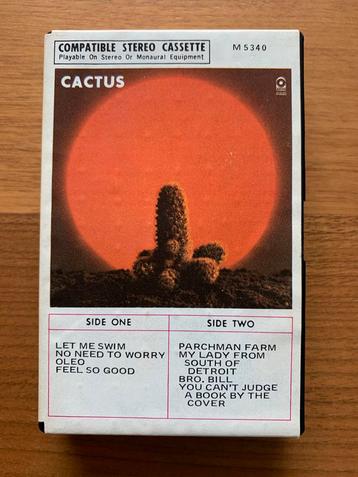 COMPATIBLE STEREO CASSETTE
Playable On Stereo Or Monaural Equipment
M 5340
CACTUS
SIDE ONE
LET ME SWIM
NO NEED TO WORRY
OLEO
FEEL SO GOOD
SIDE TWO
PARCHMAN FARM
MY LADY FROM
SOUTH OF
DETROIT
BRO. BILL
YOU CAN'T JUDGE
A BOOK BY THE
COVER